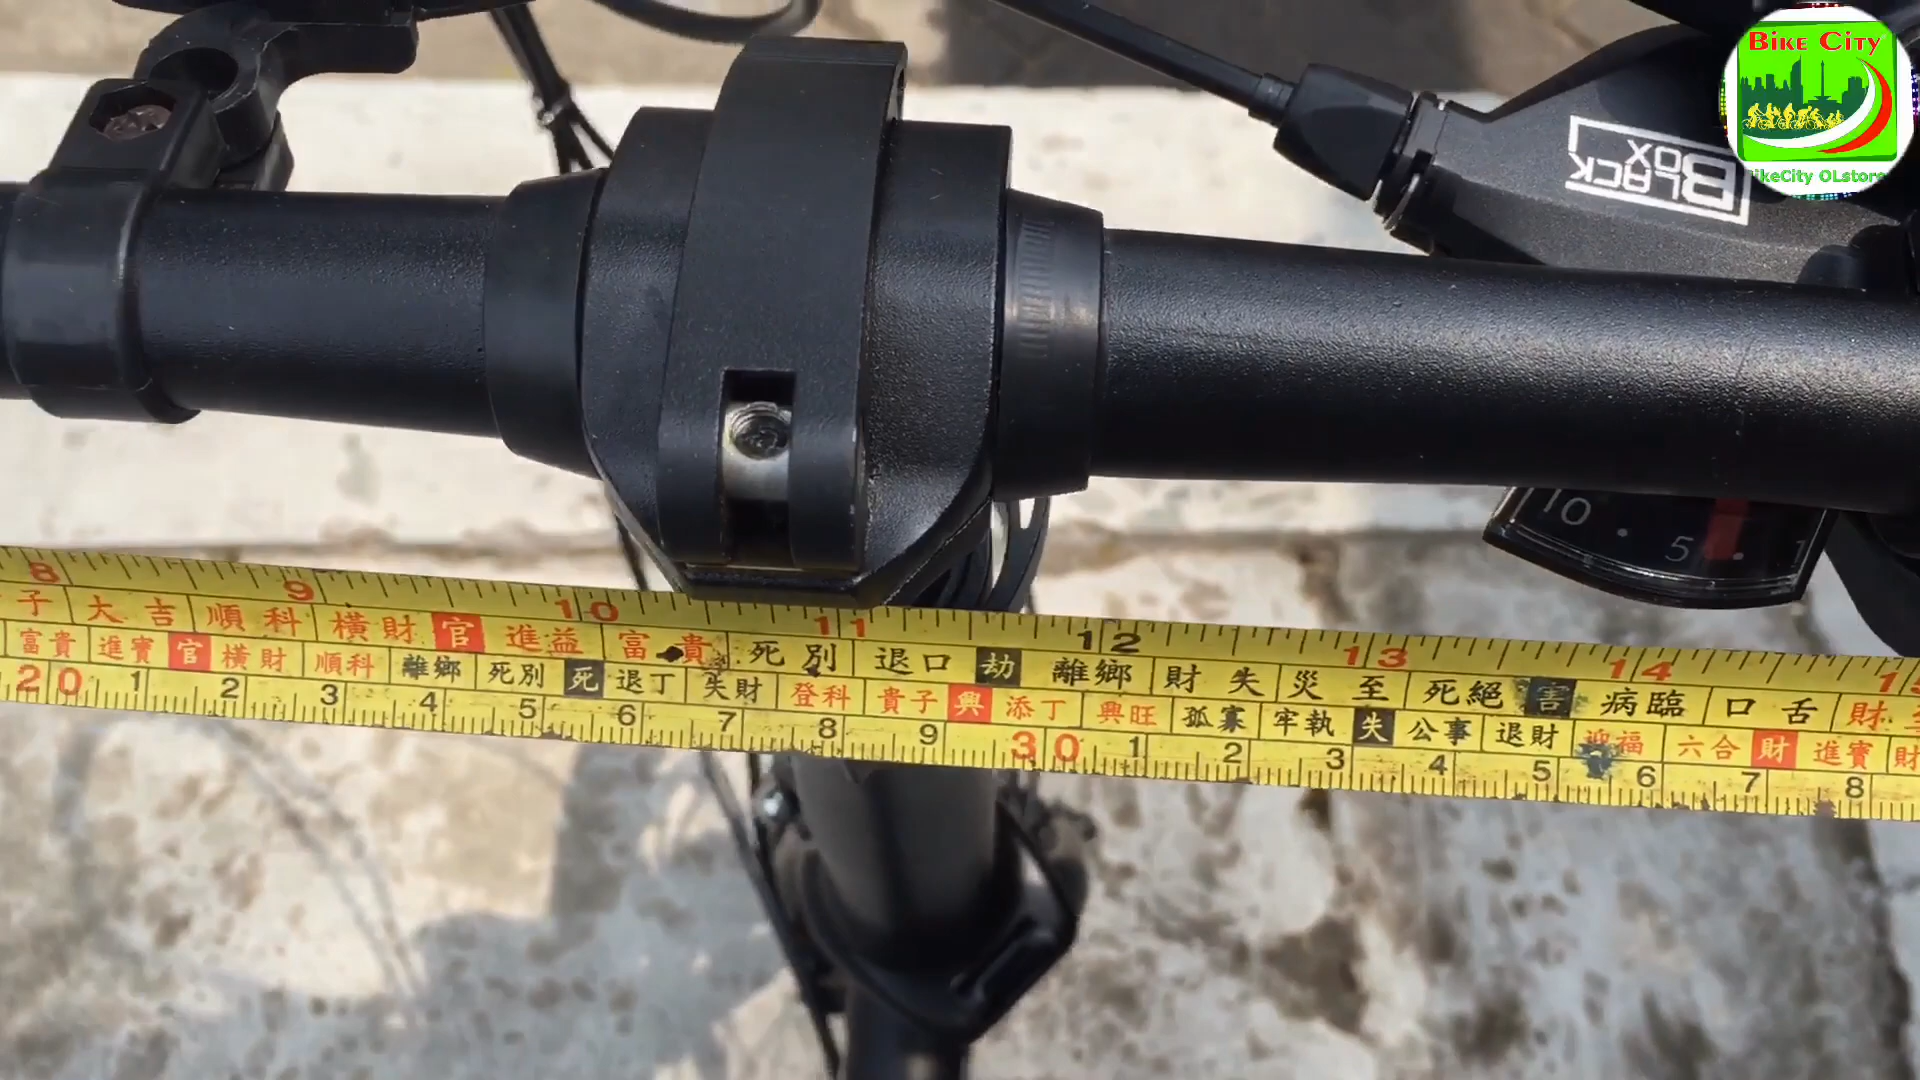 BIKE CITY
BikeCity OLstore
BLACK
BOX
10 . 5 . 1
8 9 10 11 12 13 14 15
子 大吉 順科 橫財 官 進益 富貴 死別 退口 劫 離鄉 財失 災至 死絕 害 病臨 口舌 財
富貴 進寶 官 橫財 順科 離鄉 死別 死 退丁 失財 登科 貴子 興 添丁 興旺 孤寡 牢執 失 公事 退財 迎福 六合 財 進寶 財
20 1 2 3 4 5 6 7 8 9 30 1 2 3 4 5 6 7 8